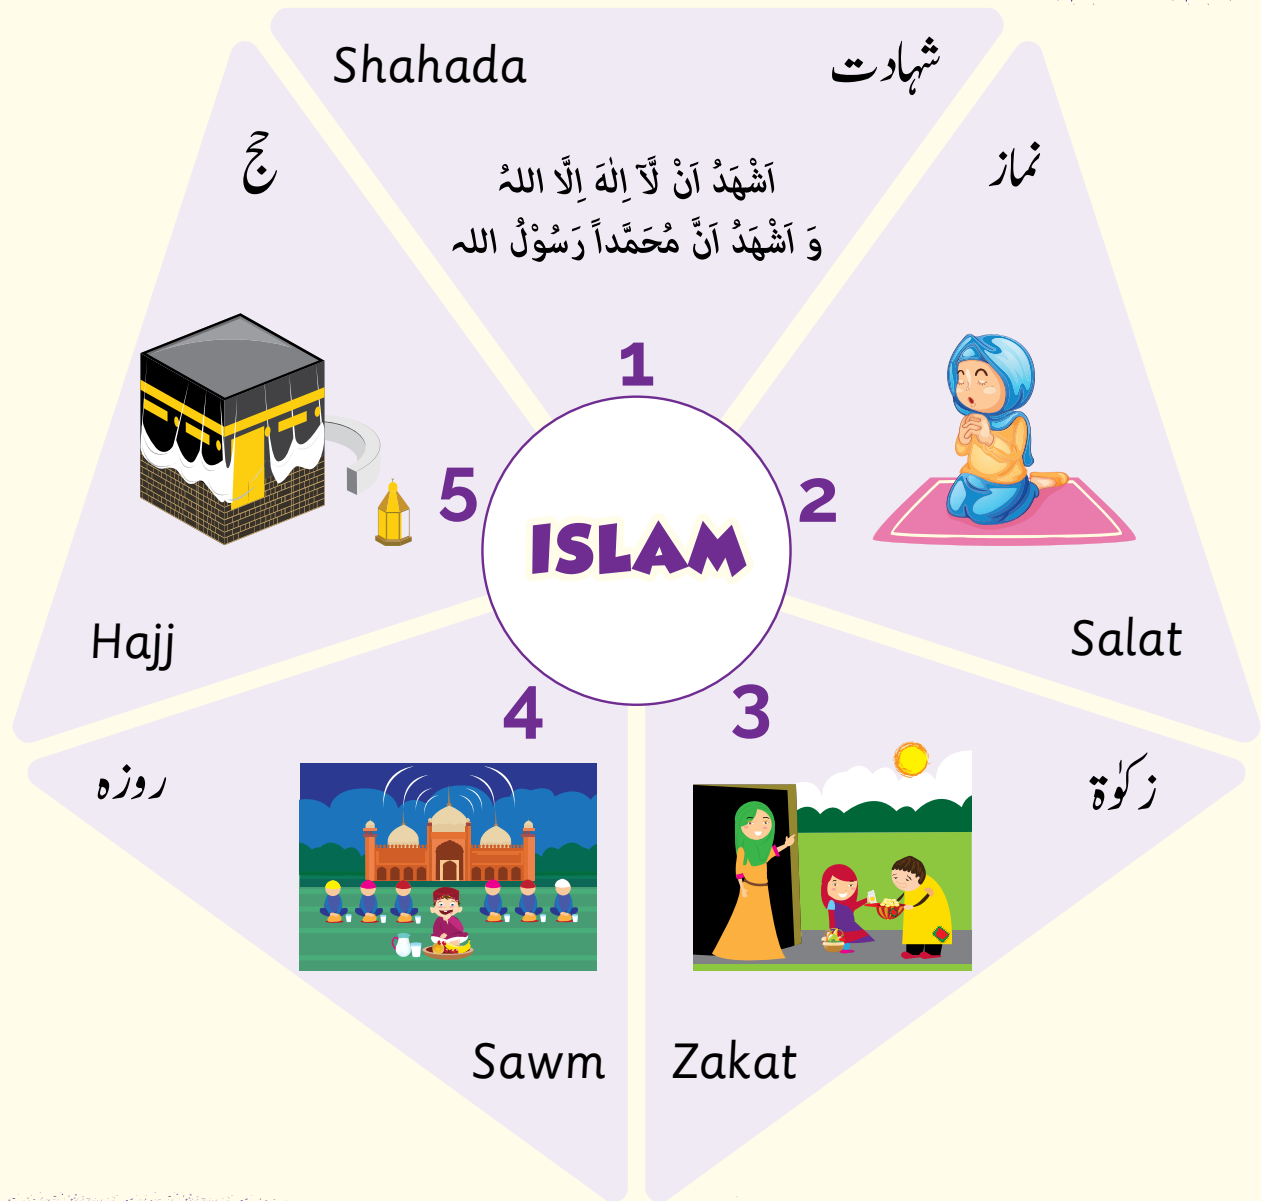 Shahada
شہادت
اَشْھَدُ اَنْ لَّآ اِلٰهَ اِلَّا اللہُ
وَ اَشْھَدُ اَنَّ مُحَمَّداً رَسُوْلُ اللہ
1
نماز
2
Salat
زکوٰۃ
3
Zakat
روزہ
4
Sawm
حج
5
Hajj
ISLAM